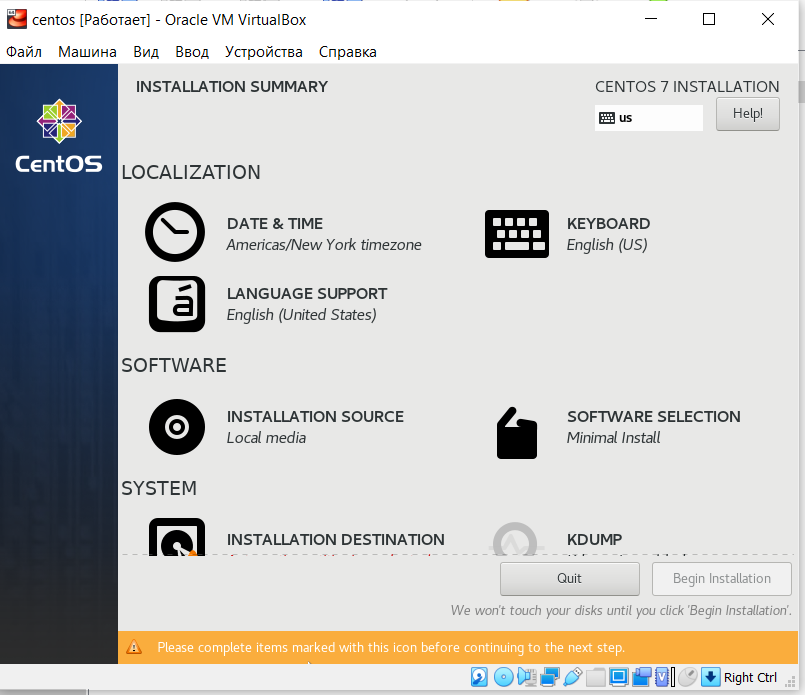 centos [Работает] - Oracle VM VirtualBox
Файл Машина Вид Ввод Устройства Справка
INSTALLATION SUMMARY
CENTOS 7 INSTALLATION
us
Help!
CentOS
LOCALIZATION
DATE & TIME
Americas/New York timezone
KEYBOARD
English (US)
LANGUAGE SUPPORT
English (United States)
SOFTWARE
INSTALLATION SOURCE
Local media
SOFTWARE SELECTION
Minimal Install
SYSTEM
INSTALLATION DESTINATION
KDUMP
Quit
Begin Installation
We won't touch your disks until you click 'Begin Installation'.
Please complete items marked with this icon before continuing to the next step.
Right Ctrl